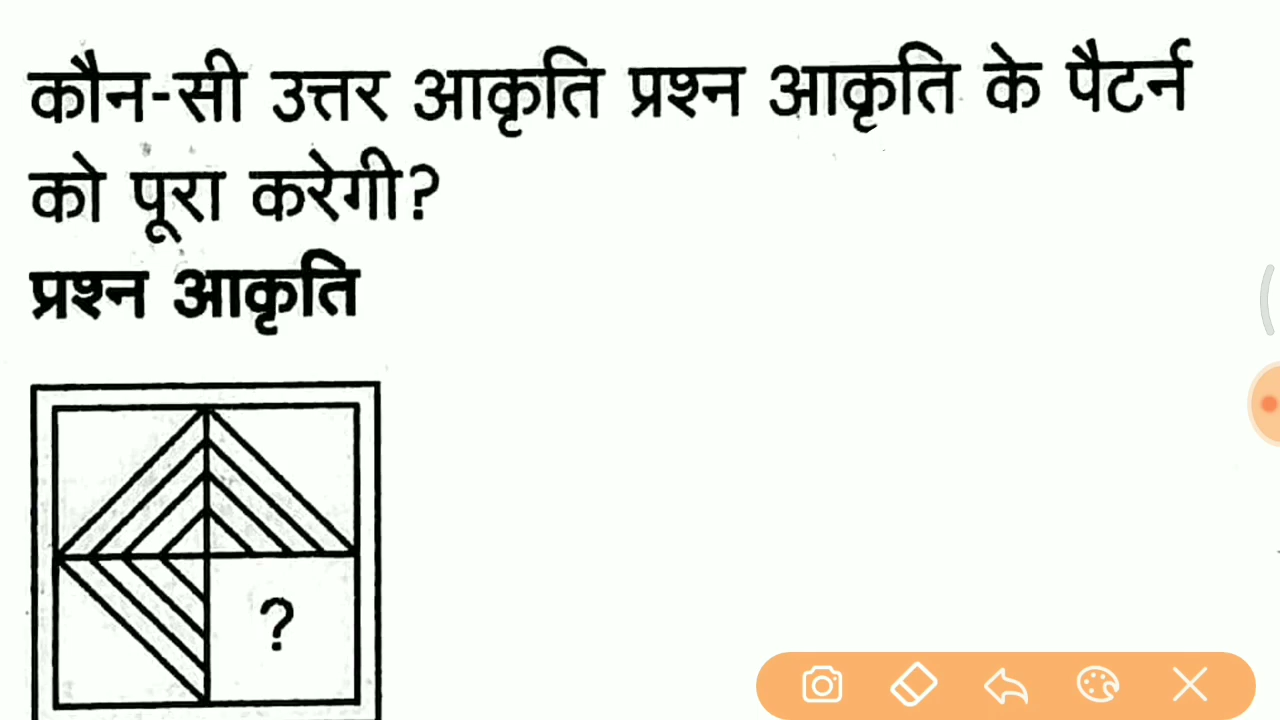 कौन-सी उत्तर आकृति प्रश्न आकृति के पैटर्न
को पूरा करेगी?
प्रश्न आकृति
?